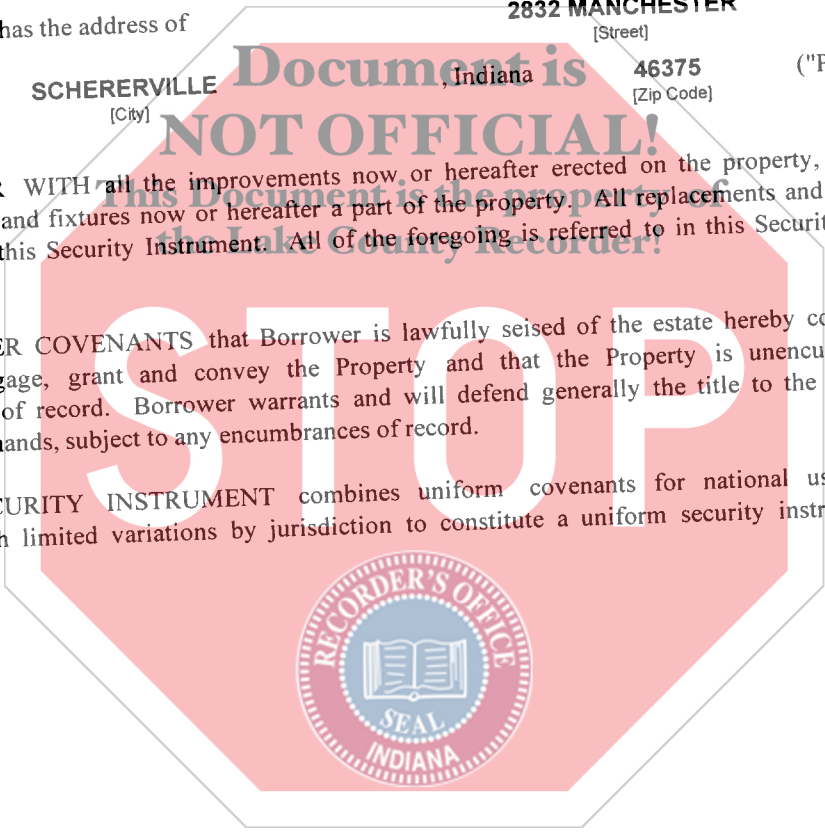 2832 MANCHESTER
has the address of
[Street]
Document is
SCHERERVILLE , Indiana 46375 ("P
[City] [Zip Code]
NOT OFFICIAL!
R WITH all the improvements now or hereafter erected on the property,
This Document is the property of
and fixtures now or hereafter a part of the property. All replacements and
the Lake County Recorder!
this Security Instrument. All of the foregoing is referred to in this Securit
ER COVENANTS that Borrower is lawfully seised of the estate hereby co
gage, grant and convey the Property and that the Property is unencu
of record. Borrower warrants and will defend generally the title to the
ands, subject to any encumbrances of record.
STOP
CURITY INSTRUMENT combines uniform covenants for national us
h limited variations by jurisdiction to constitute a uniform security instr
RECORDER'S OFFICE
SEAL
INDIANA